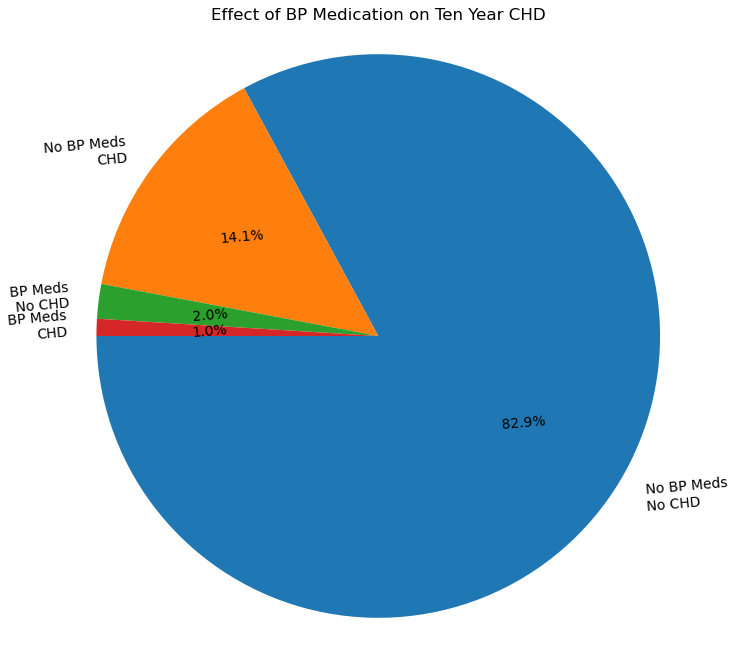 Effect of BP Medication on Ten Year CHD
No BP Meds
CHD
14.1%
BP Meds
No CHD
2.0%
BP Meds
CHD
1.0%
82.9%
No BP Meds
No CHD